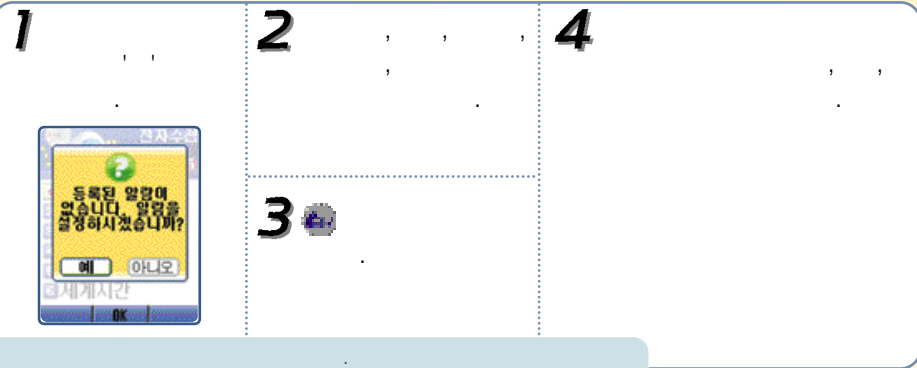 1
' '
.
전자수첩
?
등록된 알람이
없습니다. 알람을
설정하시겠습니까?
예 아니오
6 세계시간
OK
2
, , ,
,
.
3
.
4
, ,
.
.